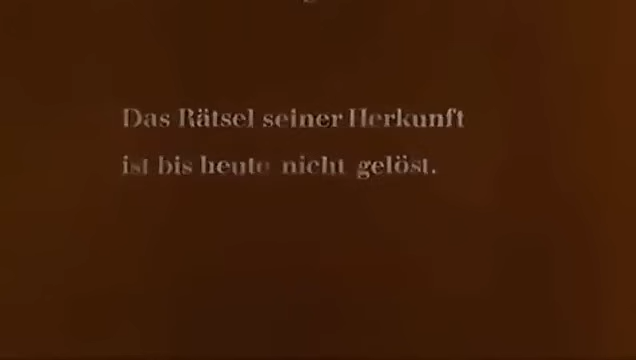 Das Rätsel seiner Herkunft
ist bis heute nicht gelöst.